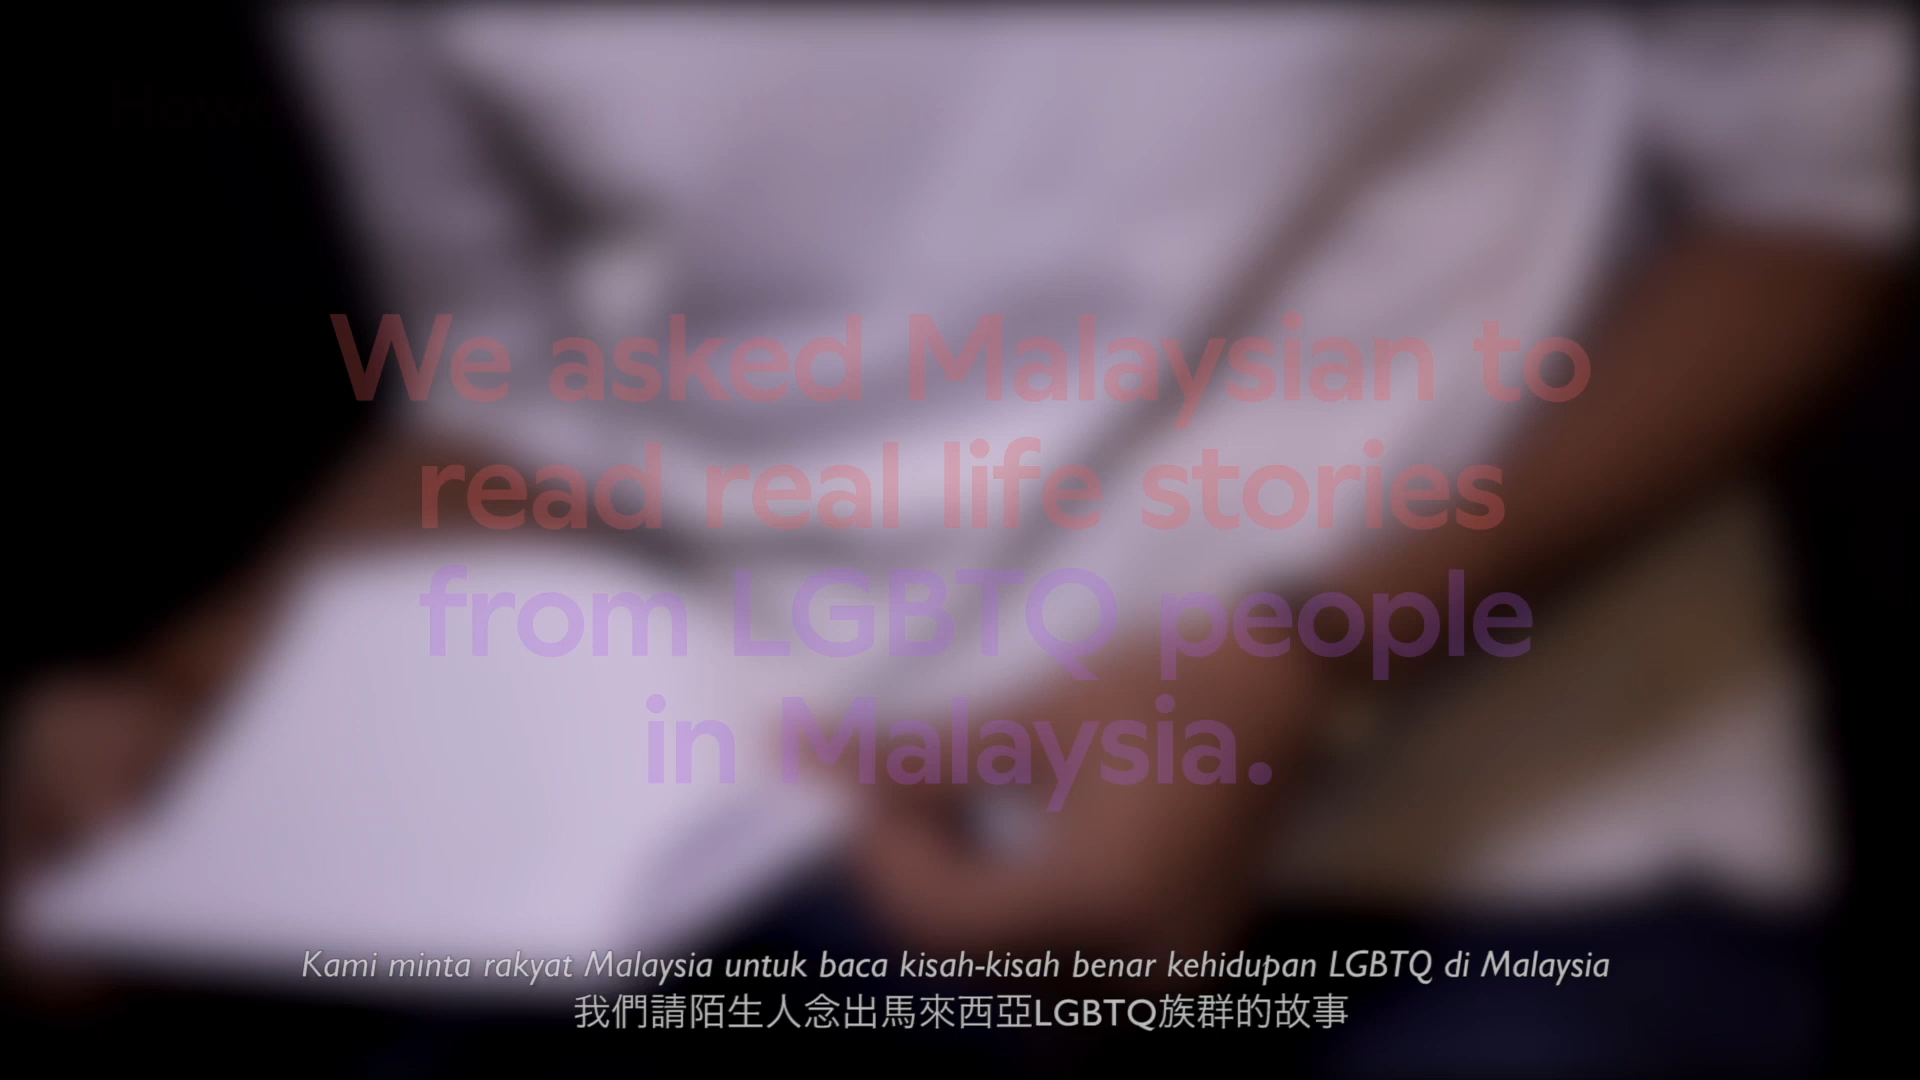 We asked Malaysian to
read real life stories
from LGBTQ people
in Malaysia.
Kami minta rakyat Malaysia untuk baca kisah-kisah benar kehidupan LGBTQ di Malaysia
我們請陌生人念出馬來西亞LGBTQ族群的故事